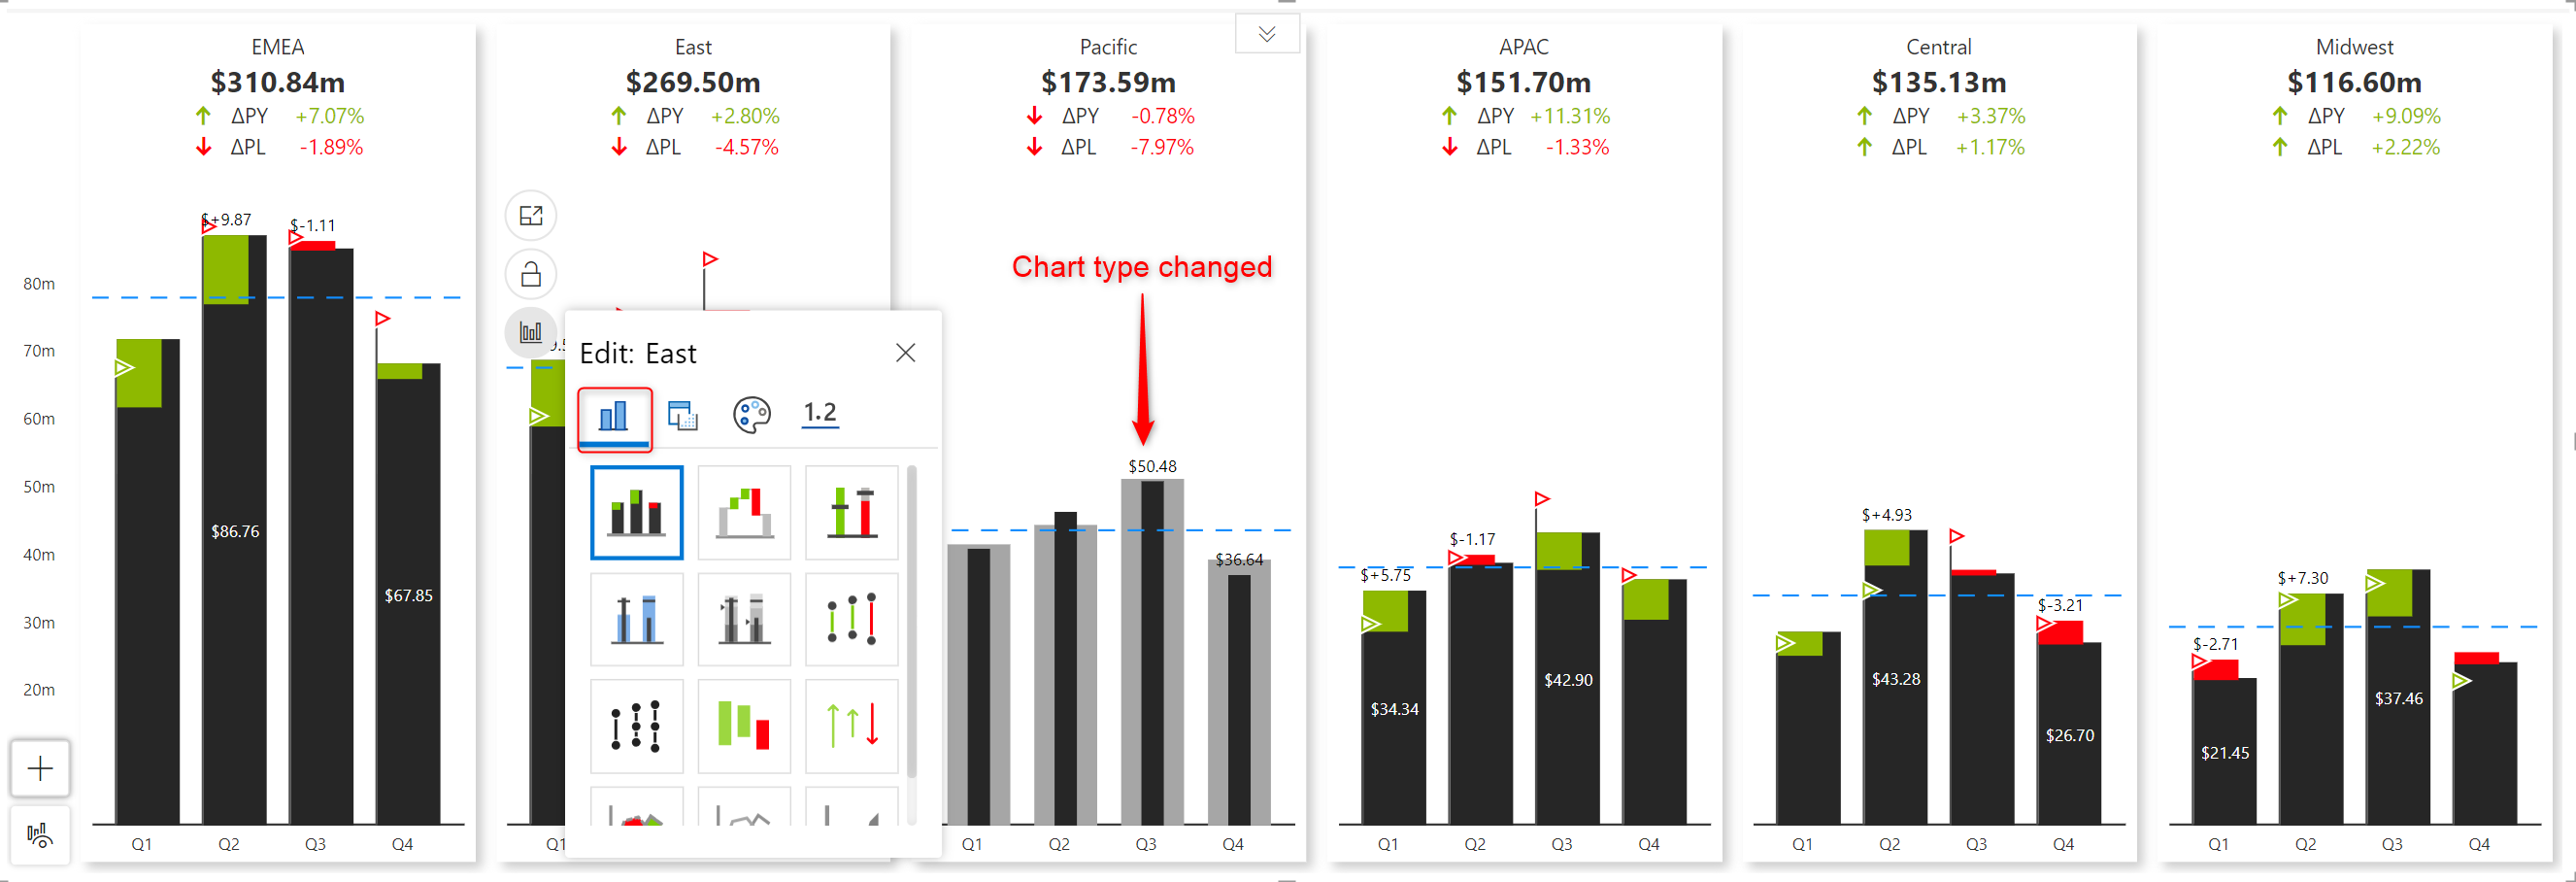 EMEA
$310.84m
ΔPY +7.07%
ΔPL -1.89%
East
$269.50m
ΔPY +2.80%
ΔPL -4.57%
Pacific
$173.59m
ΔPY -0.78%
ΔPL -7.97%
APAC
$151.70m
ΔPY +11.31%
ΔPL -1.33%
Central
$135.13m
ΔPY +3.37%
ΔPL +1.17%
Midwest
$116.60m
ΔPY +9.09%
ΔPL +2.22%
80m
70m
60m
50m
40m
30m
20m
$+9.87
$-1.11
$86.76
$67.85
Q1 Q2 Q3 Q4
Edit: East
1.2
Q1
Chart type changed
$50.48
$36.64
Q1 Q2 Q3 Q4
$+5.75
$-1.17
$34.34
$42.90
Q1 Q2 Q3 Q4
$+4.93
$-3.21
$43.28
$26.70
Q1 Q2 Q3 Q4
$+7.30
$-2.71
$37.46
$21.45
Q1 Q2 Q3 Q4